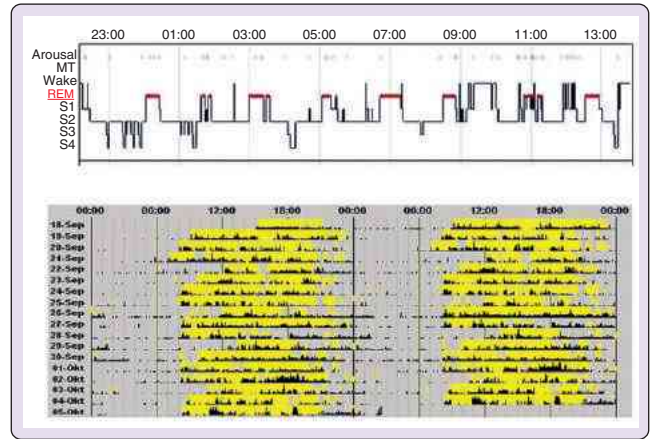 23:00 01:00 03:00 05:00 07:00 09:00 11:00 13:00
Arousal
MT
Wake
REM
S1
S2
S3
S4
00:00 06:00 12:00 18:00 00:00 06:00 12:00 18:00 00:00
18-Sep
19-Sep
20-Sep
21-Sep
22-Sep
23-Sep
24-Sep
25-Sep
26-Sep
27-Sep
28-Sep
29-Sep
30-Sep
01-Okt
02-Okt
03-Okt
04-Okt
05-Okt